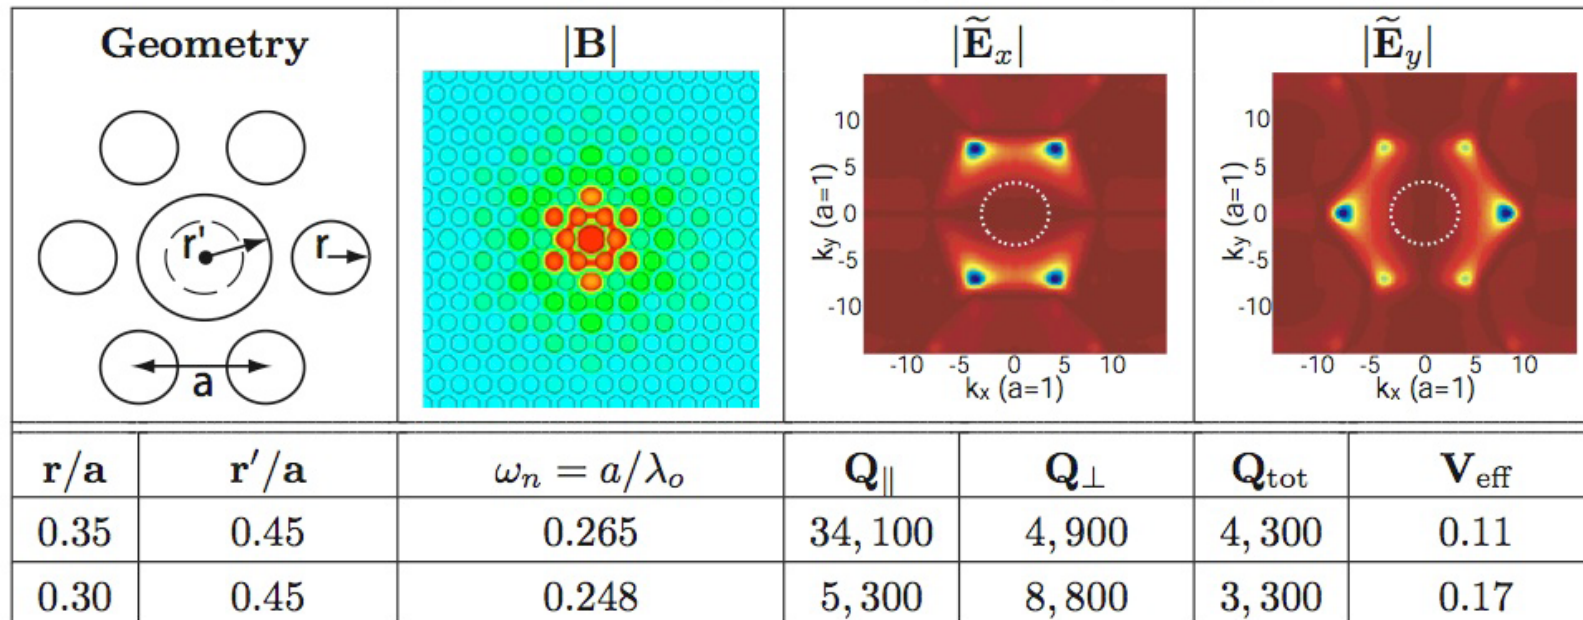 Geometry
|B|
|Ẽx|
|Ẽy|
r'
r
a
10
5
0
-5
-10
ky (a=1)
-10 -5 0 5 10
kx (a=1)
10
5
0
-5
-10
ky (a=1)
-10 -5 0 5 10
kx (a=1)
r/a r′/a ωn = a/λo Q∥ Q⊥ Qtot Veff
0.35 0.45 0.265 34,100 4,900 4,300 0.11
0.30 0.45 0.248 5,300 8,800 3,300 0.17